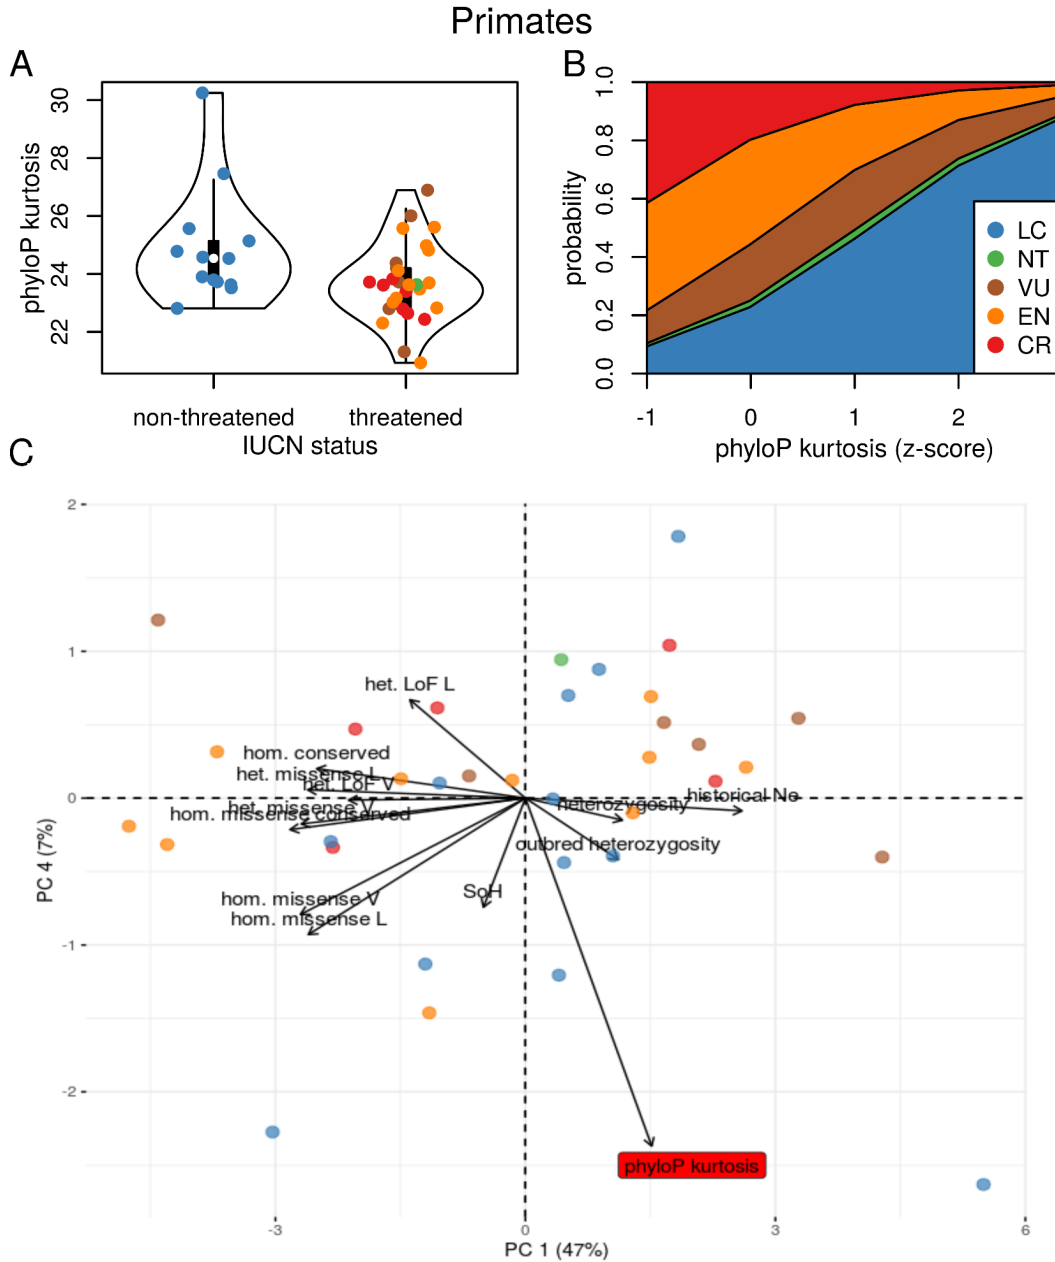 Primates
A
phyloP kurtosis
30
28
26
24
22
non-threatened
threatened
IUCN status
B
probability
1.0
0.8
0.6
0.4
0.2
0.0
LC
NT
VU
EN
CR
-1
0
1
2
phyloP kurtosis (z-score)
C
PC 4 (7%)
2
1
0
-1
-2
het. LoF L
hom. conserved
het. missense L
het. LoF V
het. missense V
hom. missense conserved
heterozygosity
historical Ne
outbred heterozygosity
SoH
hom. missense V
hom. missense L
phyloP kurtosis
-3
0
3
6
PC 1 (47%)